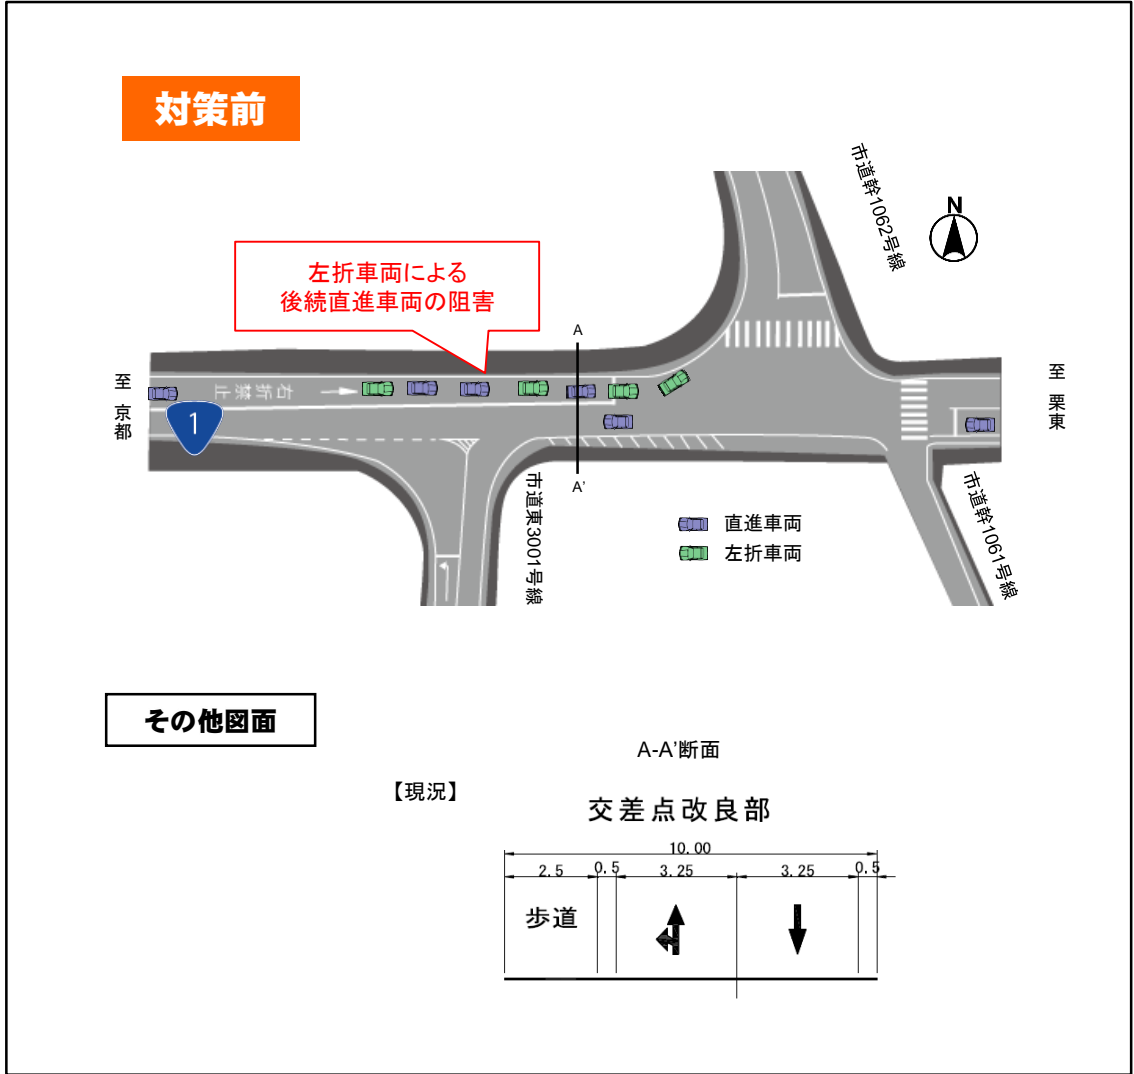 対策前
市道幹1062号線
N
左折車両による
後続直進車両の阻害
A
至 京都
右折禁止
1
至 栗東
A'
市道東3001号線
市道幹1061号線
直進車両
左折車両
その他図面
A-A'断面
【現況】
交差点改良部
10.00
2.5 0.5 3.25 3.25 0.5
歩道